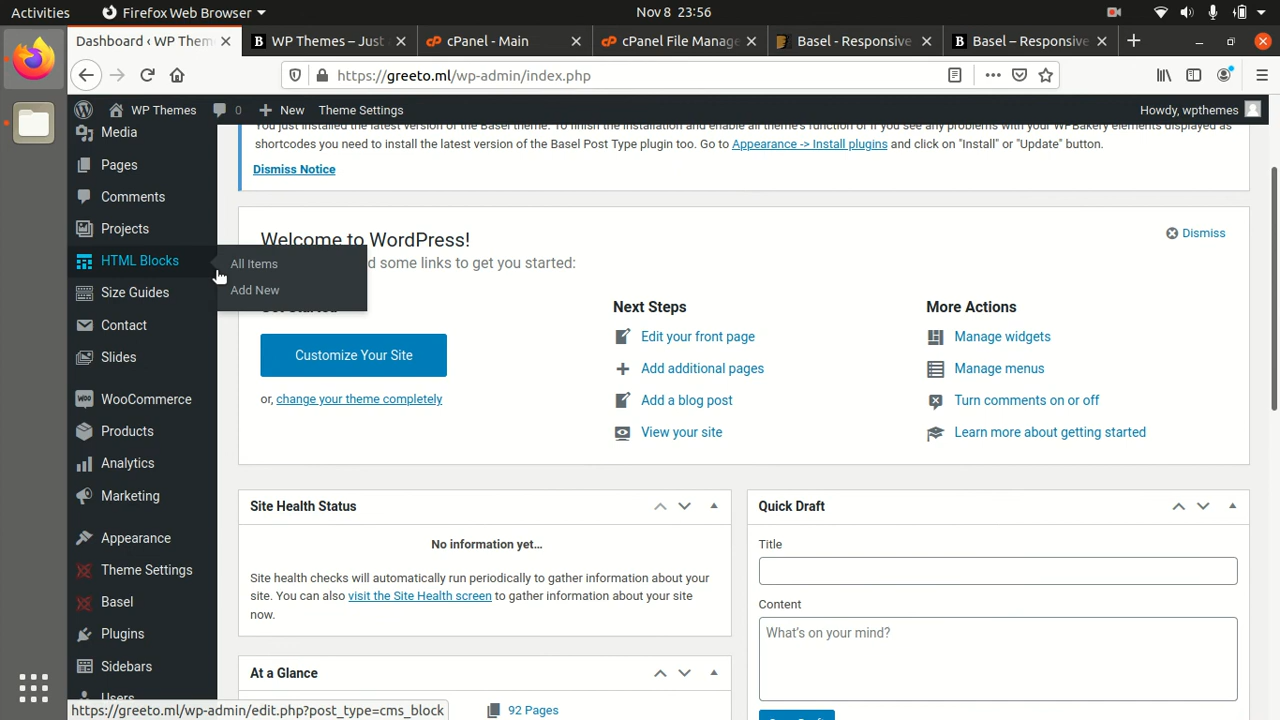 Activities
Firefox Web Browser
Nov 8 23:56
Dashboard ‹ WP Them
WP Themes – Just
cPanel - Main
cPanel File Manage
Basel - Responsive
Basel – Responsive
https://greeto.ml/wp-admin/index.php
WP Themes
0
New
Theme Settings
Howdy, wpthemes
Media
Pages
Comments
Projects
HTML Blocks
Size Guides
Contact
Slides
WooCommerce
Products
Analytics
Marketing
Appearance
Theme Settings
Basel
Plugins
Sidebars
Users
All Items
Add New
You just installed the latest version of the Basel theme. To finish the installation and enable all theme's function or if you see any problems with your WPBakery elements displayed as
shortcodes you need to install the latest version of the Basel Post Type plugin too. Go to Appearance -> Install plugins and click on "Install" or "Update" button.
Dismiss Notice
Welcome to WordPress!
d some links to get you started:
Dismiss
Customize Your Site
or, change your theme completely
Next Steps
Edit your front page
Add additional pages
Add a blog post
View your site
More Actions
Manage widgets
Manage menus
Turn comments on or off
Learn more about getting started
Site Health Status
No information yet...
Site health checks will automatically run periodically to gather information about your
site. You can also visit the Site Health screen to gather information about your site
now.
At a Glance
92 Pages
Quick Draft
Title
Content
What's on your mind?
https://greeto.ml/wp-admin/edit.php?post_type=cms_block